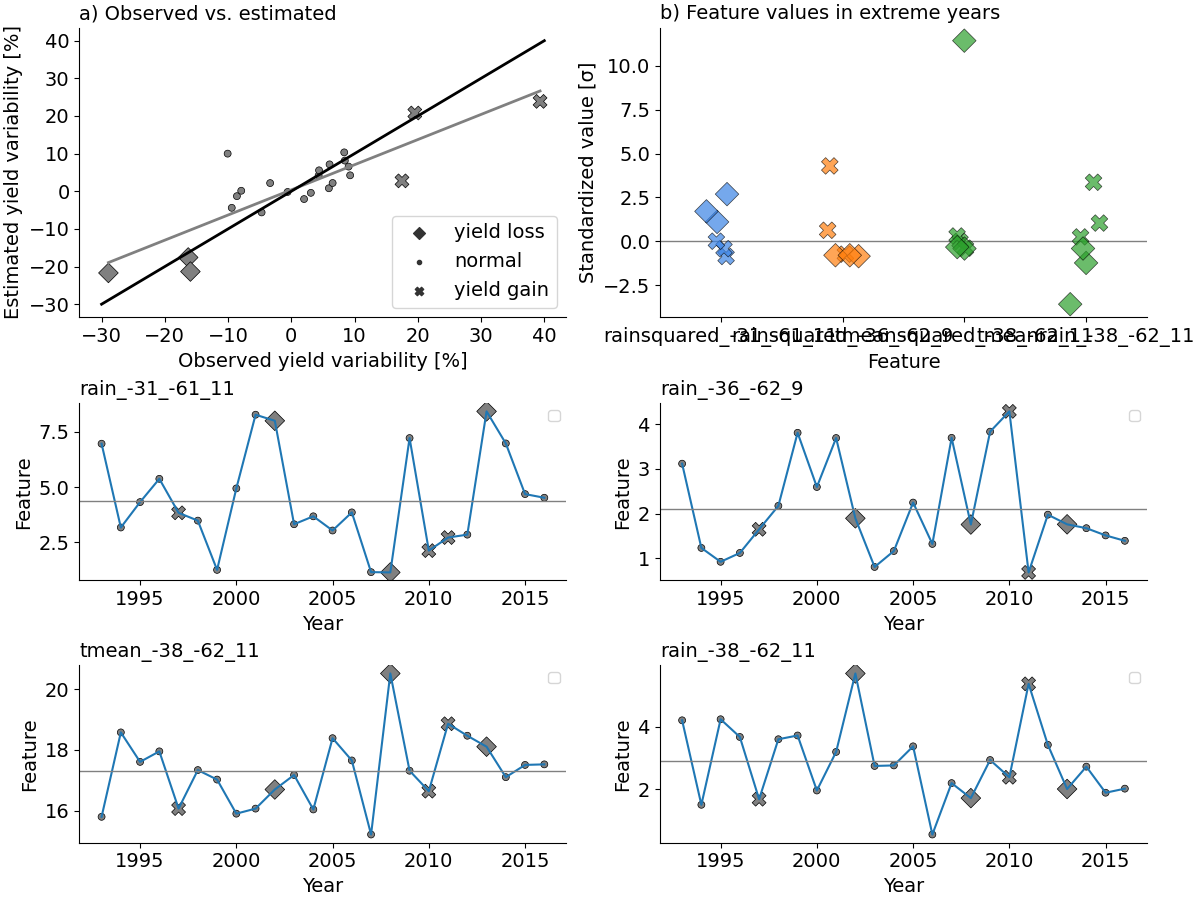 a) Observed vs. estimated
Estimated yield variability [%]
40
30
20
10
0
−10
−20
−30
yield loss
normal
yield gain
−30 −20 −10 0 10 20 30 40
Observed yield variability [%]
b) Feature values in extreme years
Standardized value [σ]
10.0
7.5
5.0
2.5
0.0
−2.5
Feature
rain_-31_-61_11
Feature
7.5
5.0
2.5
1995 2000 2005 2010 2015
Year
rain_-36_-62_9
Feature
4
3
2
1
1995 2000 2005 2010 2015
Year
tmean_-38_-62_11
Feature
20
18
16
1995 2000 2005 2010 2015
Year
rain_-38_-62_11
Feature
4
2
1995 2000 2005 2010 2015
Year